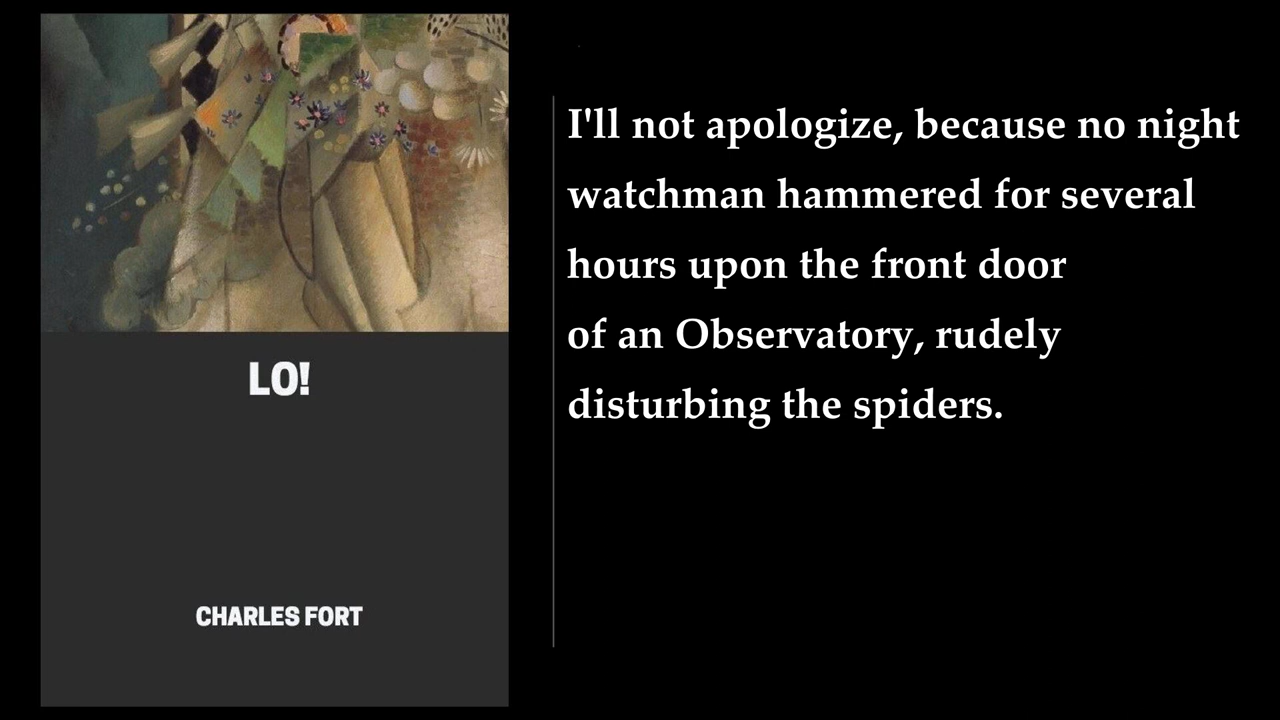 LO!
CHARLES FORT
I'll not apologize, because no night
watchman hammered for several
hours upon the front door
of an Observatory, rudely
disturbing the spiders.